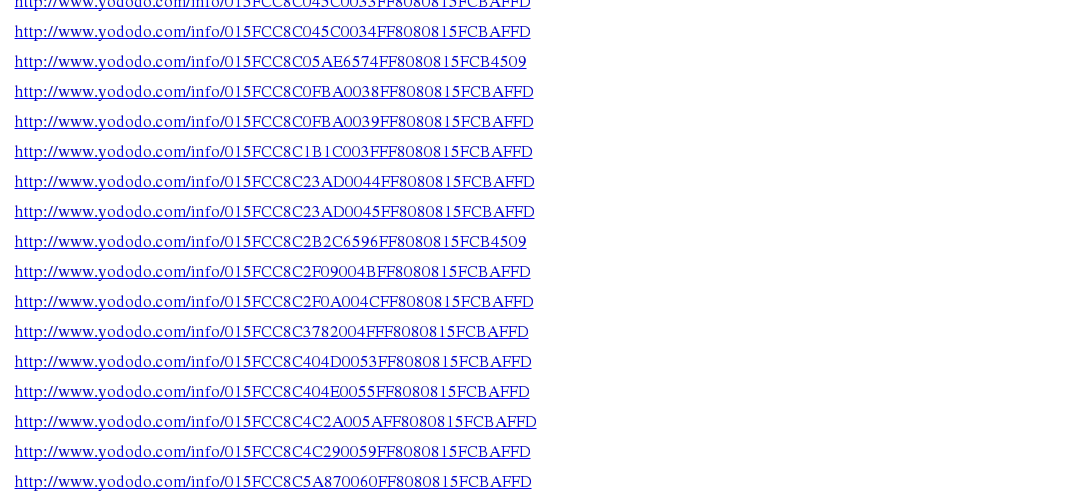 http://www.yododo.com/info/015FCC8C045C0033FF8080815FCBAFFD
http://www.yododo.com/info/015FCC8C045C0034FF8080815FCBAFFD
http://www.yododo.com/info/015FCC8C05AE6574FF8080815FCB4509
http://www.yododo.com/info/015FCC8C0FBA0038FF8080815FCBAFFD
http://www.yododo.com/info/015FCC8C0FBA0039FF8080815FCBAFFD
http://www.yododo.com/info/015FCC8C1B1C003FFF8080815FCBAFFD
http://www.yododo.com/info/015FCC8C23AD0044FF8080815FCBAFFD
http://www.yododo.com/info/015FCC8C23AD0045FF8080815FCBAFFD
http://www.yododo.com/info/015FCC8C2B2C6596FF8080815FCB4509
http://www.yododo.com/info/015FCC8C2F09004BFF8080815FCBAFFD
http://www.yododo.com/info/015FCC8C2F0A004CFF8080815FCBAFFD
http://www.yododo.com/info/015FCC8C3782004FFF8080815FCBAFFD
http://www.yododo.com/info/015FCC8C404D0053FF8080815FCBAFFD
http://www.yododo.com/info/015FCC8C404E0055FF8080815FCBAFFD
http://www.yododo.com/info/015FCC8C4C2A005AFF8080815FCBAFFD
http://www.yododo.com/info/015FCC8C4C290059FF8080815FCBAFFD
http://www.yododo.com/info/015FCC8C5A870060FF8080815FCBAFFD